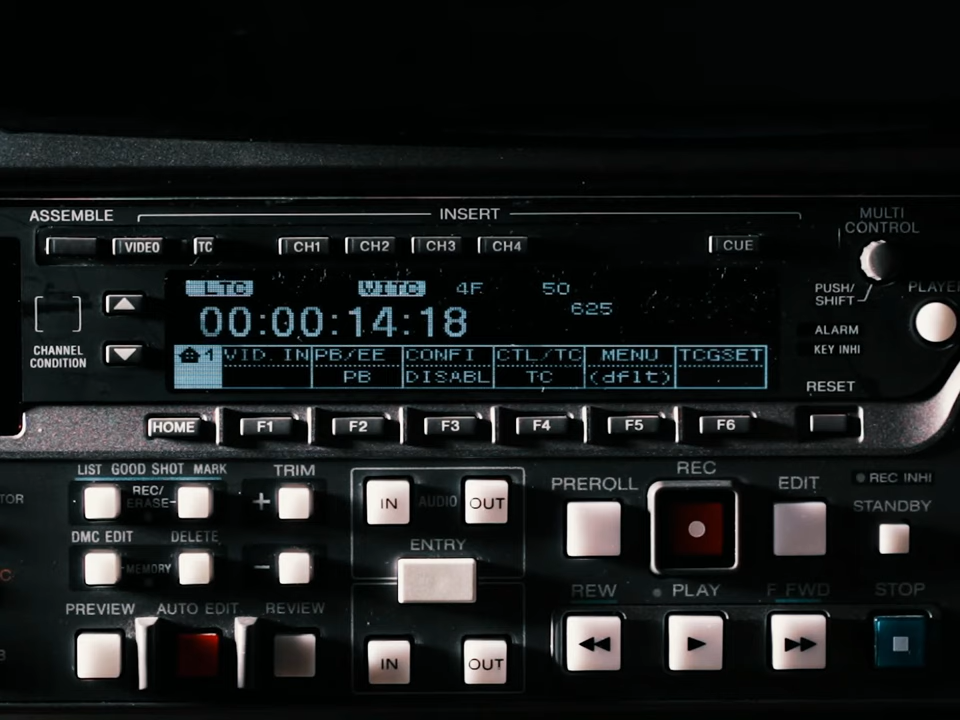 ASSEMBLE INSERT MULTI CONTROL
VIDEO TC CH1 CH2 CH3 CH4 CUE
LTC VITC 4F 50
625
00:00:14:18
PUSH/ SHIFT
PLAYER
ALARM
KEY INHI
CHANNEL CONDITION
1 VID. IN PB/EE CONFI CTL/TC MENU TCGSET
PB DISABL TC (dflt)
RESET
HOME F1 F2 F3 F4 F5 F6
LIST GOOD SHOT MARK TRIM
REC/ ERASE
+
IN AUDIO OUT
PREROLL REC EDIT
REC INHI
STANDBY
DMC EDIT DELETE
MEMORY
-
ENTRY
PREVIEW AUTO EDIT REVIEW
IN OUT
REW PLAY F FWD STOP